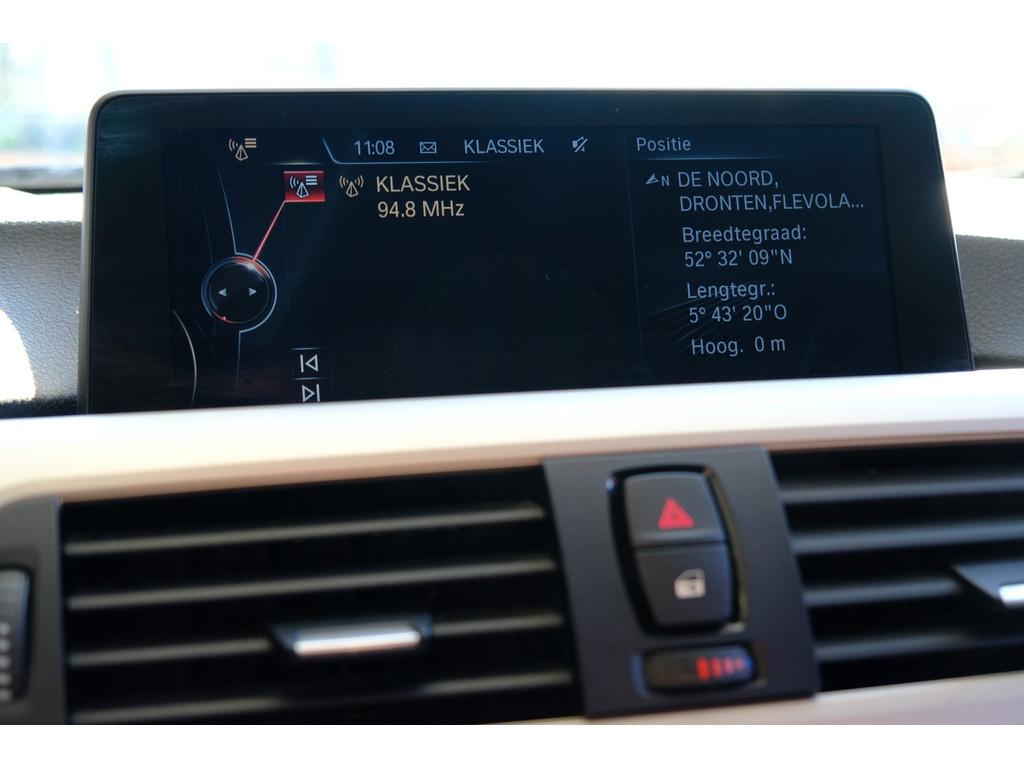 11:08 KLASSIEK
KLASSIEK
94.8 MHz
Positie
N DE NOORD,
DRONTEN,FLEVOLA...
Breedtegraad:
52° 32' 09"N
Lengtegr.:
5° 43' 20"O
Hoog. 0 m